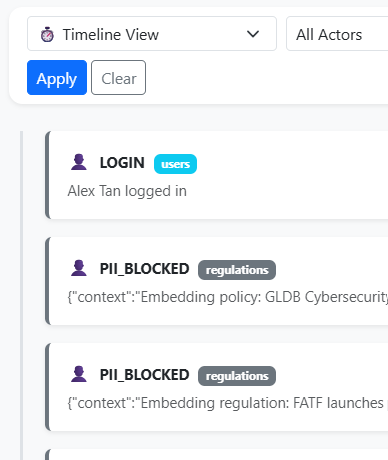 Timeline View
All Actors
Apply
Clear
LOGIN users
Alex Tan logged in
PII_BLOCKED regulations
{"context":"Embedding policy: GLDB Cybersecurity
PII_BLOCKED regulations
{"context":"Embedding regulation: FATF launches